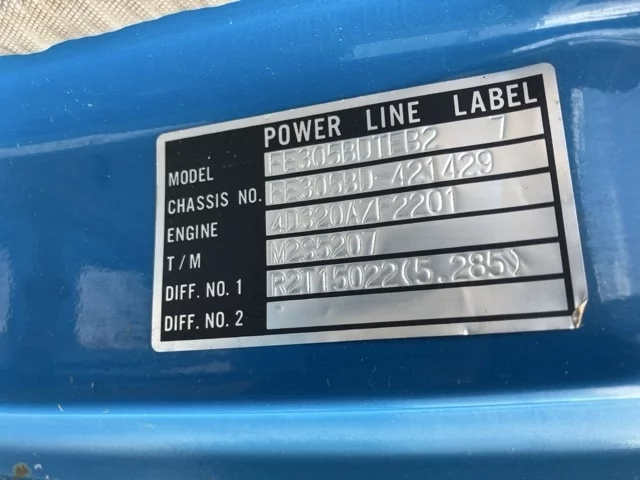 POWER LINE LABEL
MODEL FE305BDTEB2 7
CHASSIS NO. FE305BD-421429
ENGINE 4D320AZF2201
T/M M2S5207
DIFF. NO. 1 R2T15022(5.285)
DIFF. NO. 2